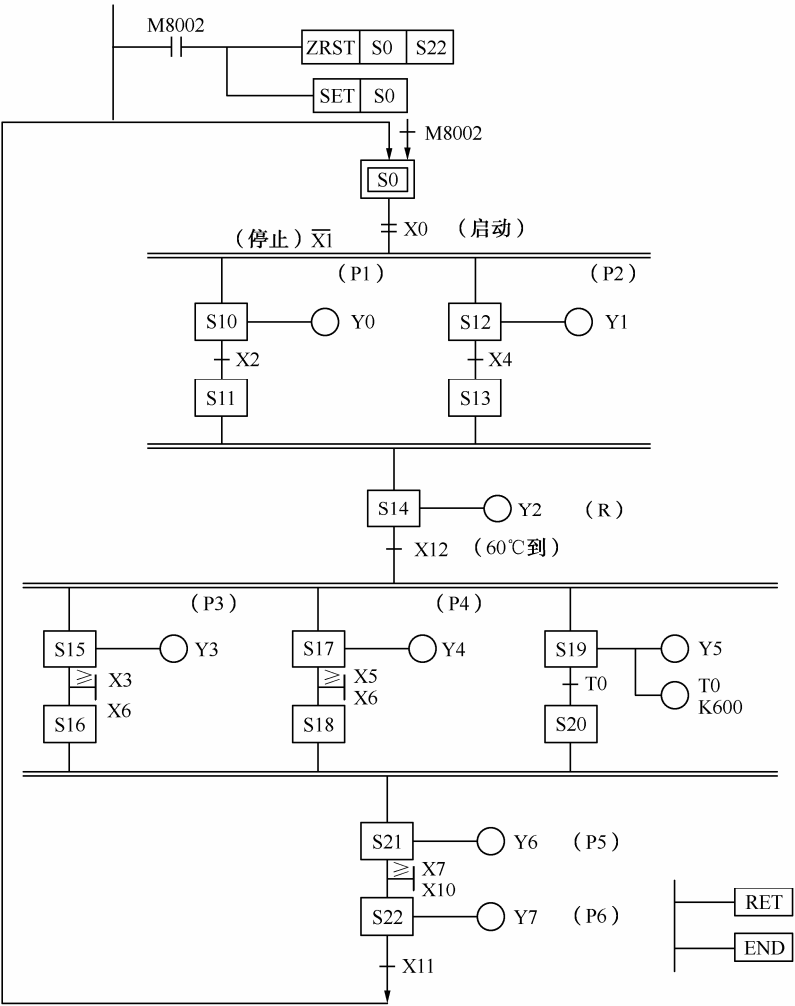 M8002
ZRST S0 S22
SET S0
M8002
S0
X0 (启动)
(停止) X̅1̅
(P1) (P2)
S10 Y0 S12 Y1
X2 X4
S11 S13
S14 Y2 (R)
X12 (60℃到)
(P3) (P4)
S15 Y3 S17 Y4 S19 Y5
≥ X3 ≥ X5 T0 T0
X6 X6 K600
S16 S18 S20
S21 Y6 (P5)
≥ X7
X10
S22 Y7 (P6)
RET
X11 END